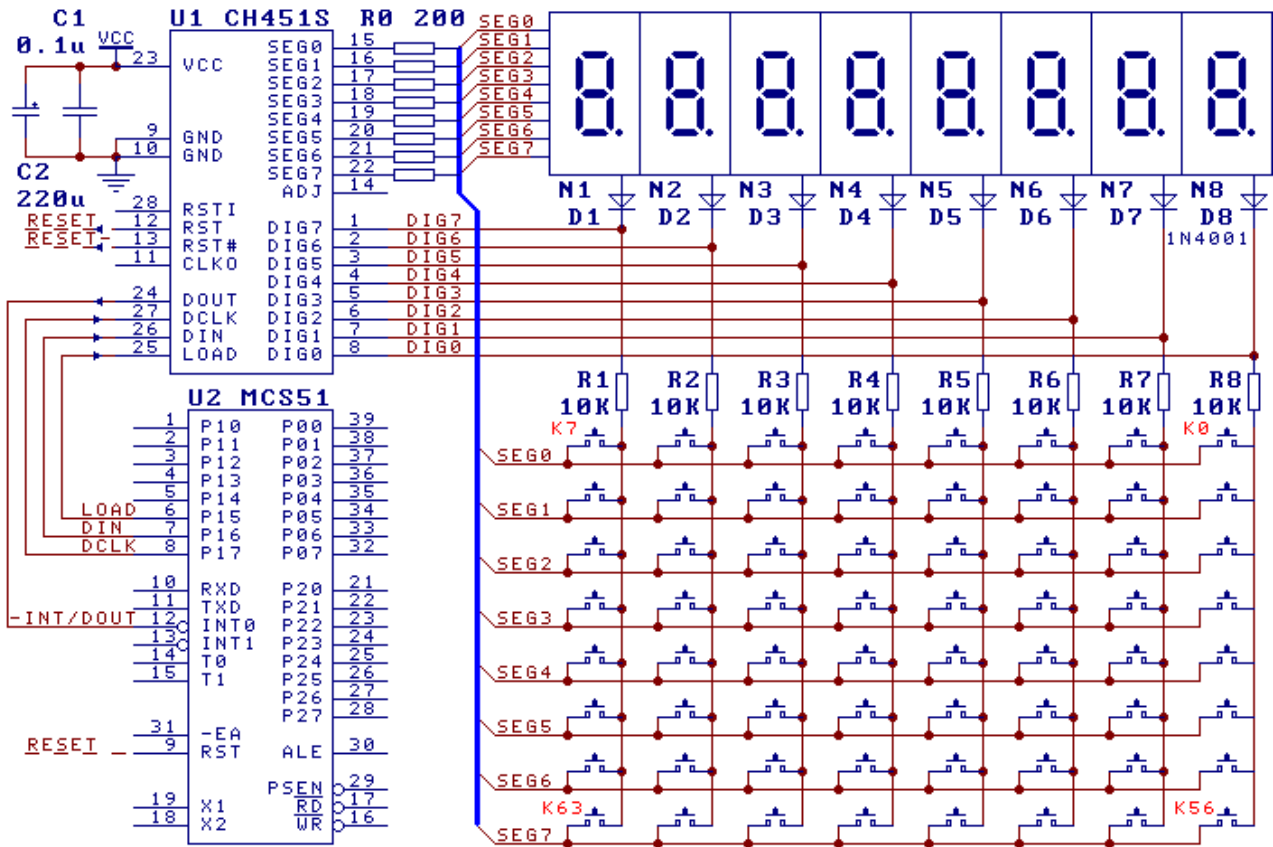 C1
0.1u
VCC
U1 CH451S
R0 200
23 VCC
9 GND
10 GND
C2
220u
28 RSTI
RESET 12 RST
RESET- 13 RST#
11 CLKO
24 DOUT
27 DCLK
26 DIN
25 LOAD
SEG0 15
SEG1 16
SEG2 17
SEG3 18
SEG4 19
SEG5 20
SEG6 21
SEG7 22
ADJ 14
DIG7 1 DIG7
DIG6 2 DIG6
DIG5 3 DIG5
DIG4 4 DIG4
DIG3 5 DIG3
DIG2 6 DIG2
DIG1 7 DIG1
DIG0 8 DIG0
SEG0
SEG1
SEG2
SEG3
SEG4
SEG5
SEG6
SEG7
8. 8. 8. 8. 8. 8. 8. 8.
N1 N2 N3 N4 N5 N6 N7 N8
D1 D2 D3 D4 D5 D6 D7 D8
1N4001
U2 MCS51
1 P10
2 P11
3 P12
4 P13
5 P14
LOAD 6 P15
DIN 7 P16
DCLK 8 P17
10 RXD
11 TXD
-INT/DOUT 12 INT0
13 INT1
14 T0
15 T1
31 -EA
RESET 9 RST
19 X1
18 X2
P00 39
P01 38
P02 37
P03 36
P04 35
P05 34
P06 33
P07 32
P20 21
P21 22
P22 23
P23 24
P24 25
P25 26
P26 27
P27 28
ALE 30
PSEN 29
RD 17
WR 16
R1 R2 R3 R4 R5 R6 R7 R8
10K 10K 10K 10K 10K 10K 10K 10K
K7 K0
SEG0
SEG1
SEG2
SEG3
SEG4
SEG5
SEG6
K63 K56
SEG7